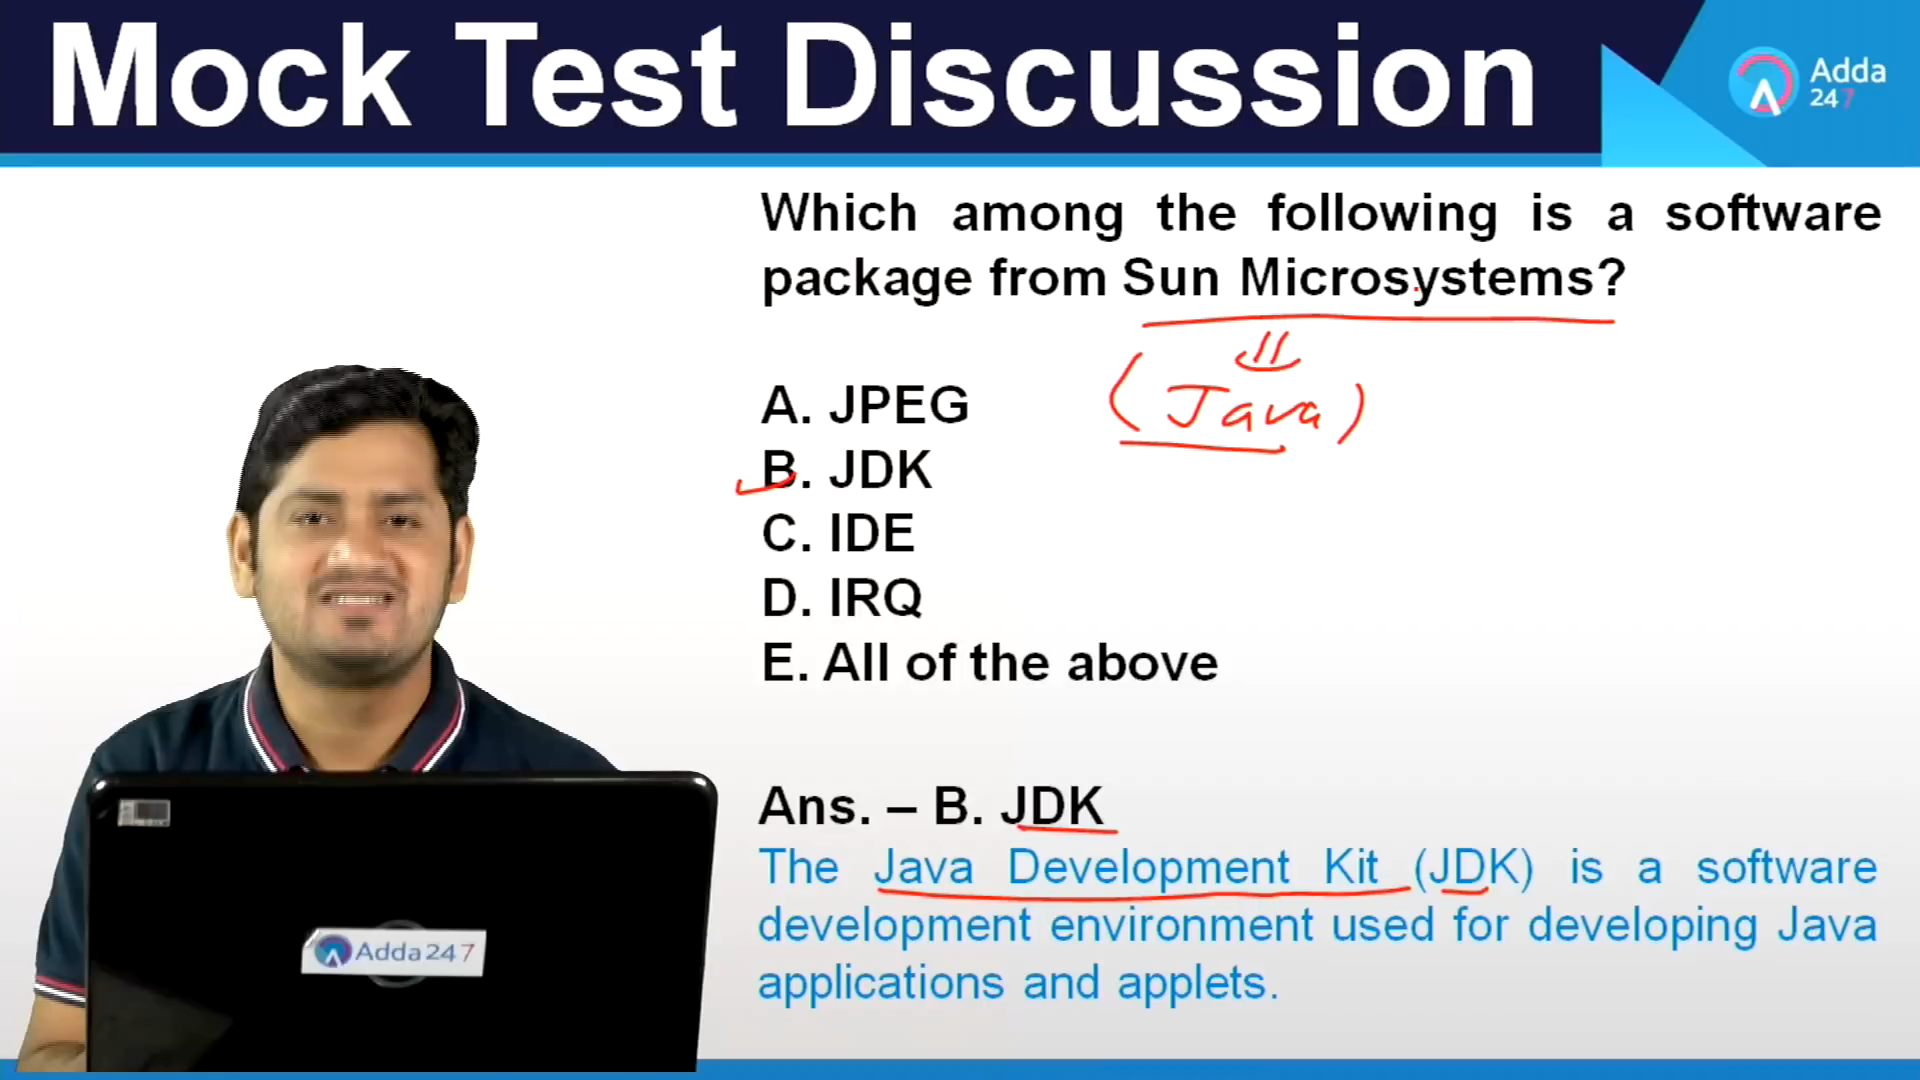 Mock Test Discussion
Adda
247
Which among the following is a software
package from Sun Microsystems?
(Java)
A. JPEG
B. JDK
C. IDE
D. IRQ
E. All of the above
Ans. – B. JDK
The Java Development Kit (JDK) is a software
development environment used for developing Java
applications and applets.
Adda247